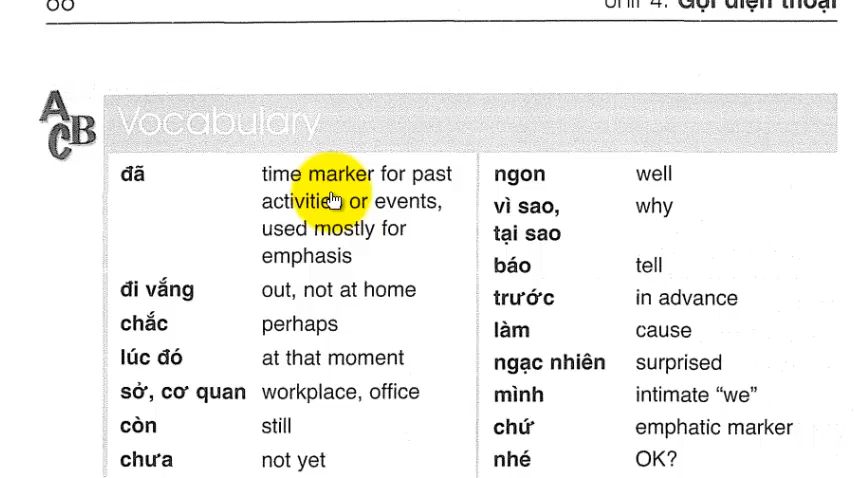 Unit 4. Gọi điện thoại
ABC
Vocabulary
đã time marker for past
activities or events,
used mostly for
emphasis
đi vắng out, not at home
chắc perhaps
lúc đó at that moment
sở, cơ quan workplace, office
còn still
chưa not yet
ngon well
vì sao, why
tại sao
báo tell
trước in advance
làm cause
ngạc nhiên surprised
mình intimate “we”
chứ emphatic marker
nhé OK?